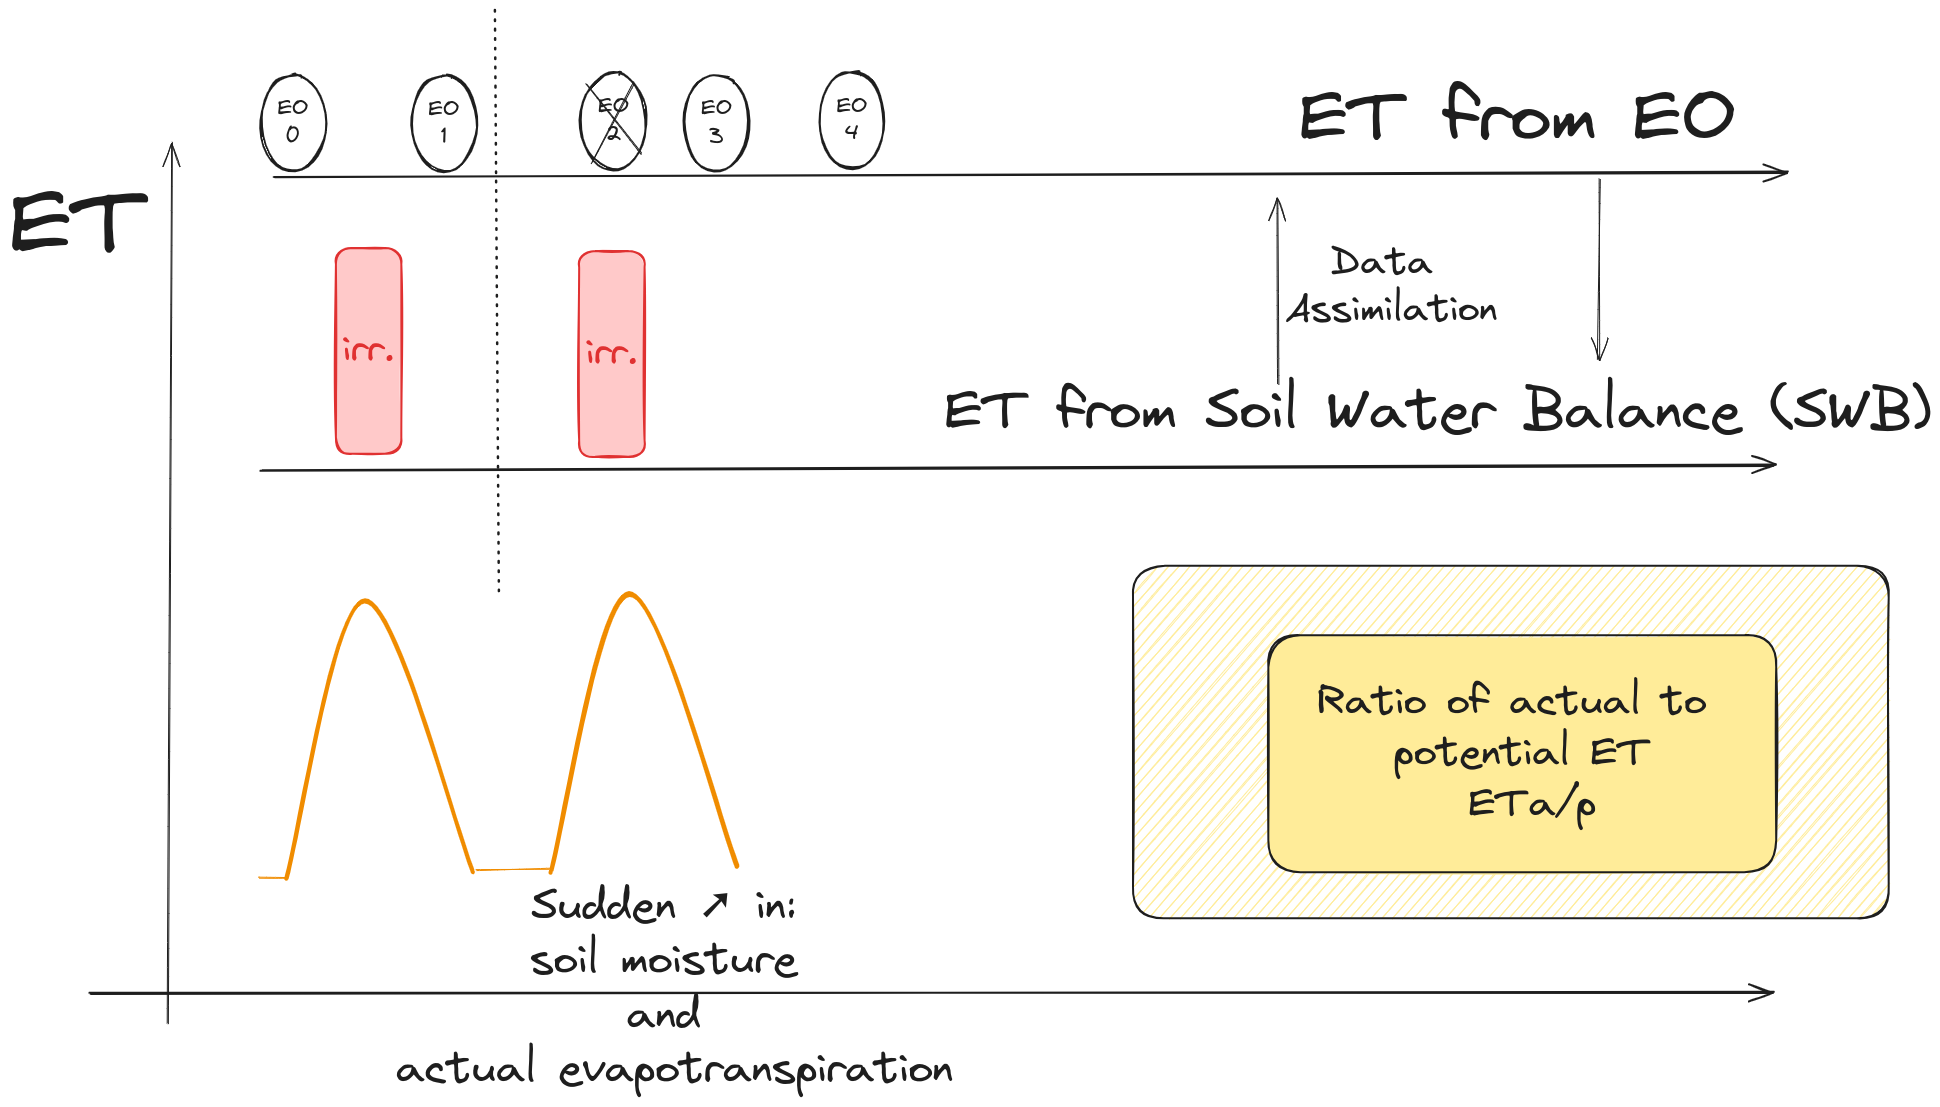 EO
0
EO
1
EO
2
EO
3
EO
4
ET from EO
ET
Data
Assimilation
irr.
irr.
ET from Soil Water Balance (SWB)
Ratio of actual to
potential ET
ETa/p
Sudden ↗ in:
soil moisture
and
actual evapotranspiration